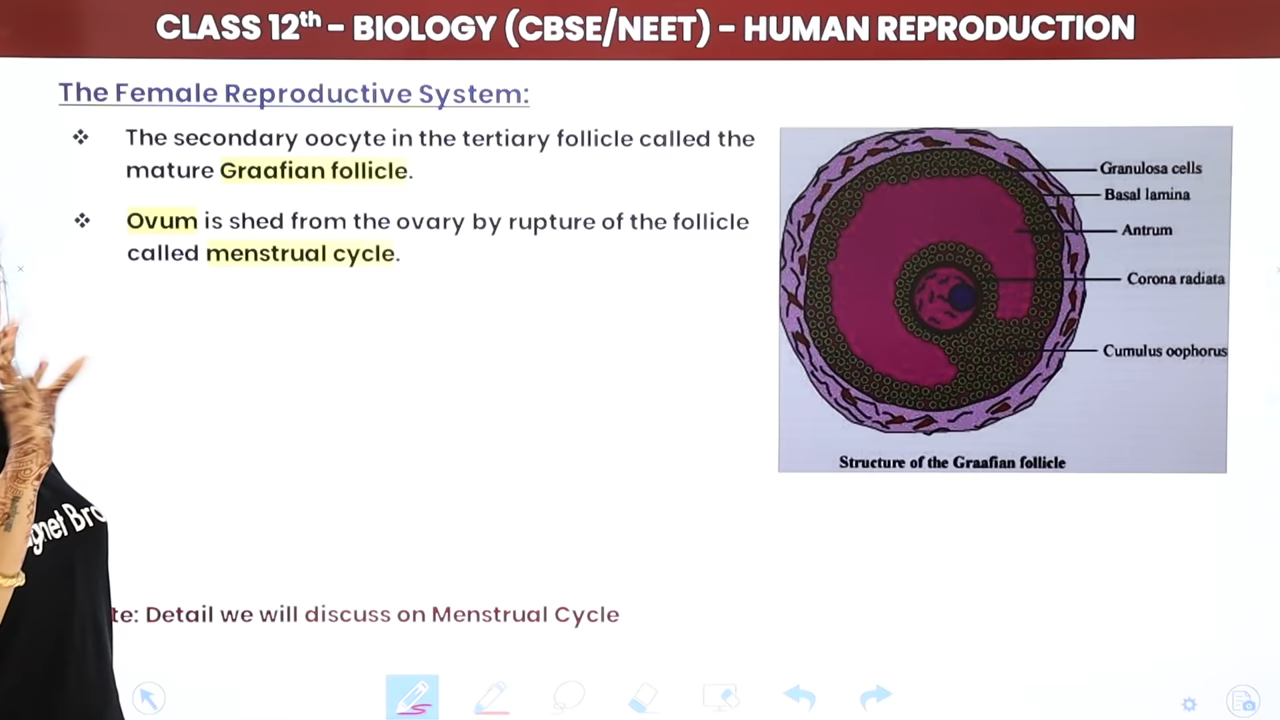 CLASS 12th – BIOLOGY (CBSE/NEET) – HUMAN REPRODUCTION
The Female Reproductive System:
❖ The secondary oocyte in the tertiary follicle called the
mature Graafian follicle.
❖ Ovum is shed from the ovary by rupture of the follicle
called menstrual cycle.
Granulosa cells
Basal lamina
Antrum
Corona radiata
Cumulus oophorus
Structure of the Graafian follicle
gnet Bro
te: Detail we will discuss on Menstrual Cycle